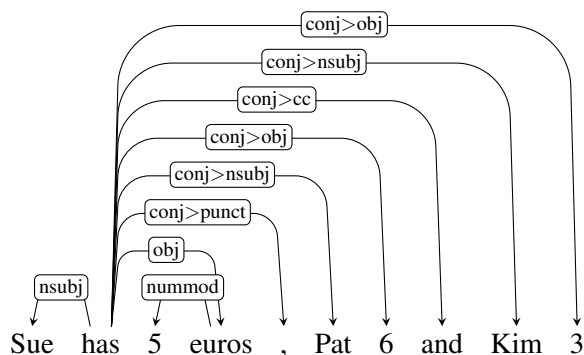 conj>obj
conj>nsubj
conj>cc
conj>obj
conj>nsubj
conj>punct
obj
nsubj nummod
Sue has 5 euros , Pat 6 and Kim 3